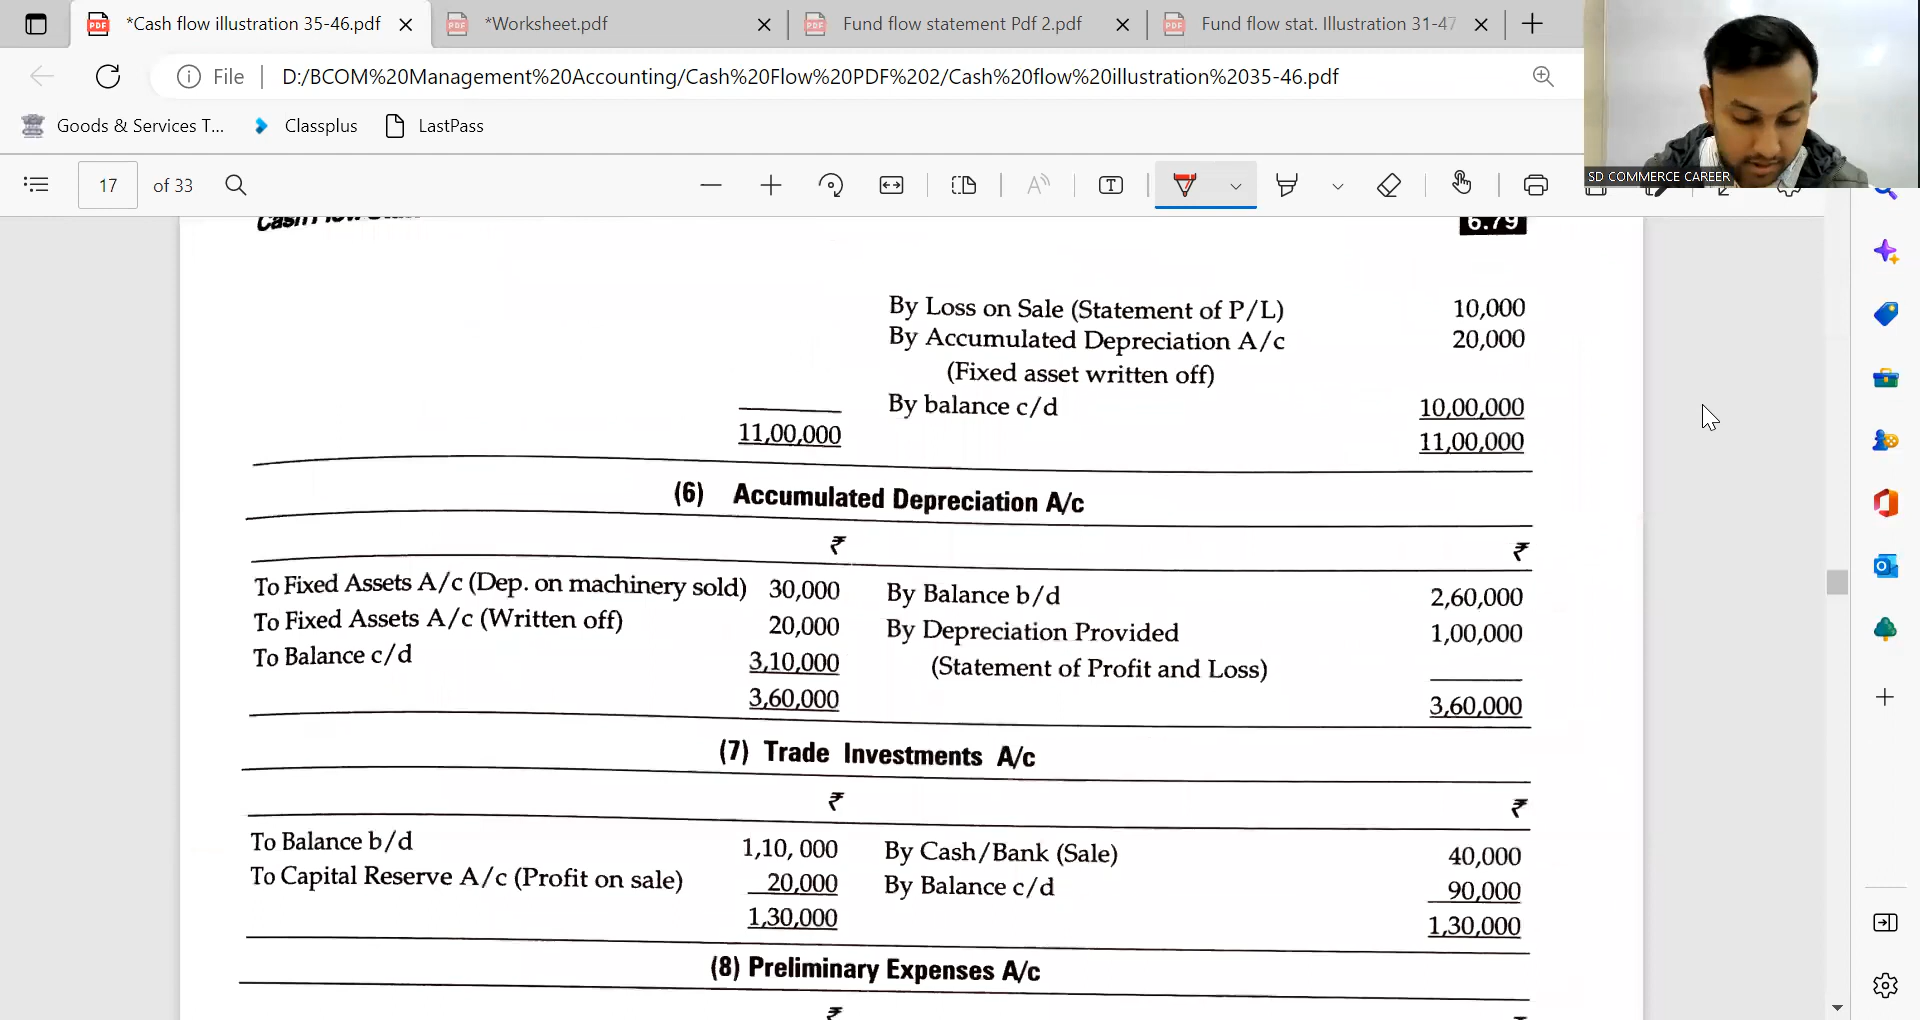 *Cash flow illustration 35-46.pdf
*Worksheet.pdf
Fund flow statement Pdf 2.pdf
Fund flow stat. Illustration 31-47
File
D:/BCOM%20Management%20Accounting/Cash%20Flow%20PDF%202/Cash%20flow%20illustration%2035-46.pdf
Goods & Services T...
Classplus
LastPass
17 of 33
SD COMMERCE CAREER
6.79
By Loss on Sale (Statement of P/L) 10,000
By Accumulated Depreciation A/c 20,000
(Fixed asset written off)
By balance c/d 10,00,000
11,00,000 11,00,000
(6) Accumulated Depreciation A/c
₹ ₹
To Fixed Assets A/c (Dep. on machinery sold) 30,000 By Balance b/d 2,60,000
To Fixed Assets A/c (Written off) 20,000 By Depreciation Provided 1,00,000
To Balance c/d 3,10,000 (Statement of Profit and Loss)
3,60,000 3,60,000
(7) Trade Investments A/c
₹ ₹
To Balance b/d 1,10, 000 By Cash/Bank (Sale) 40,000
To Capital Reserve A/c (Profit on sale) 20,000 By Balance c/d 90,000
1,30,000 1,30,000
(8) Preliminary Expenses A/c
₹